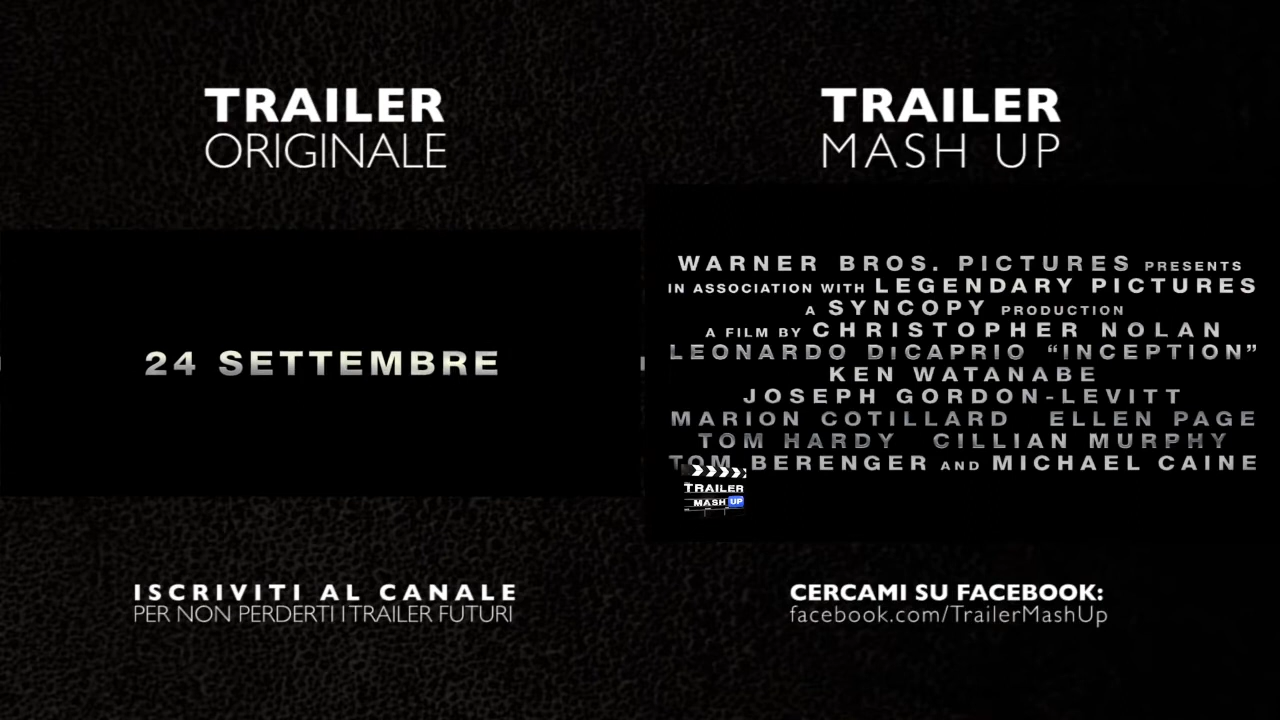 TRAILER
ORIGINALE
24 SETTEMBRE
ISCRIVITI AL CANALE
PER NON PERDERTI I TRAILER FUTURI
TRAILER
MASH UP
WARNER BROS. PICTURES PRESENTS
IN ASSOCIATION WITH LEGENDARY PICTURES
A SYNCOPY PRODUCTION
A FILM BY CHRISTOPHER NOLAN
LEONARDO DiCAPRIO “INCEPTION”
KEN WATANABE
JOSEPH GORDON-LEVITT
MARION COTILLARD ELLEN PAGE
TOM HARDY CILLIAN MURPHY
TOM BERENGER AND MICHAEL CAINE
TRAILER
MASH UP
CERCAMI SU FACEBOOK:
facebook.com/TrailerMashUp